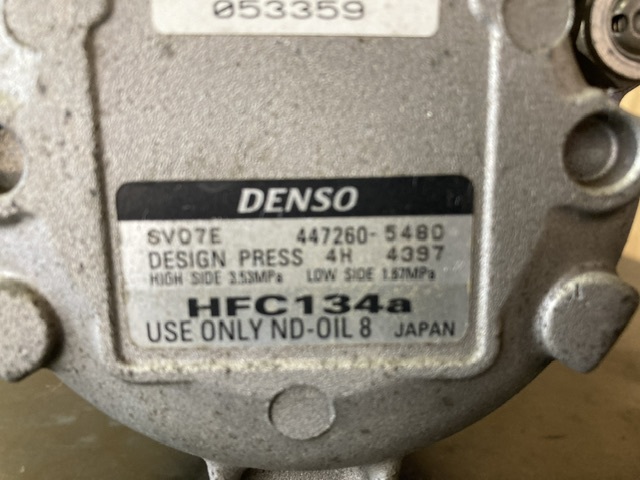 053359
DENSO
SV07E 447260-5480
DESIGN PRESS 4H 4397
HIGH SIDE 3.53MPa LOW SIDE 1.67MPa
HFC134a
USE ONLY ND-OIL 8 JAPAN